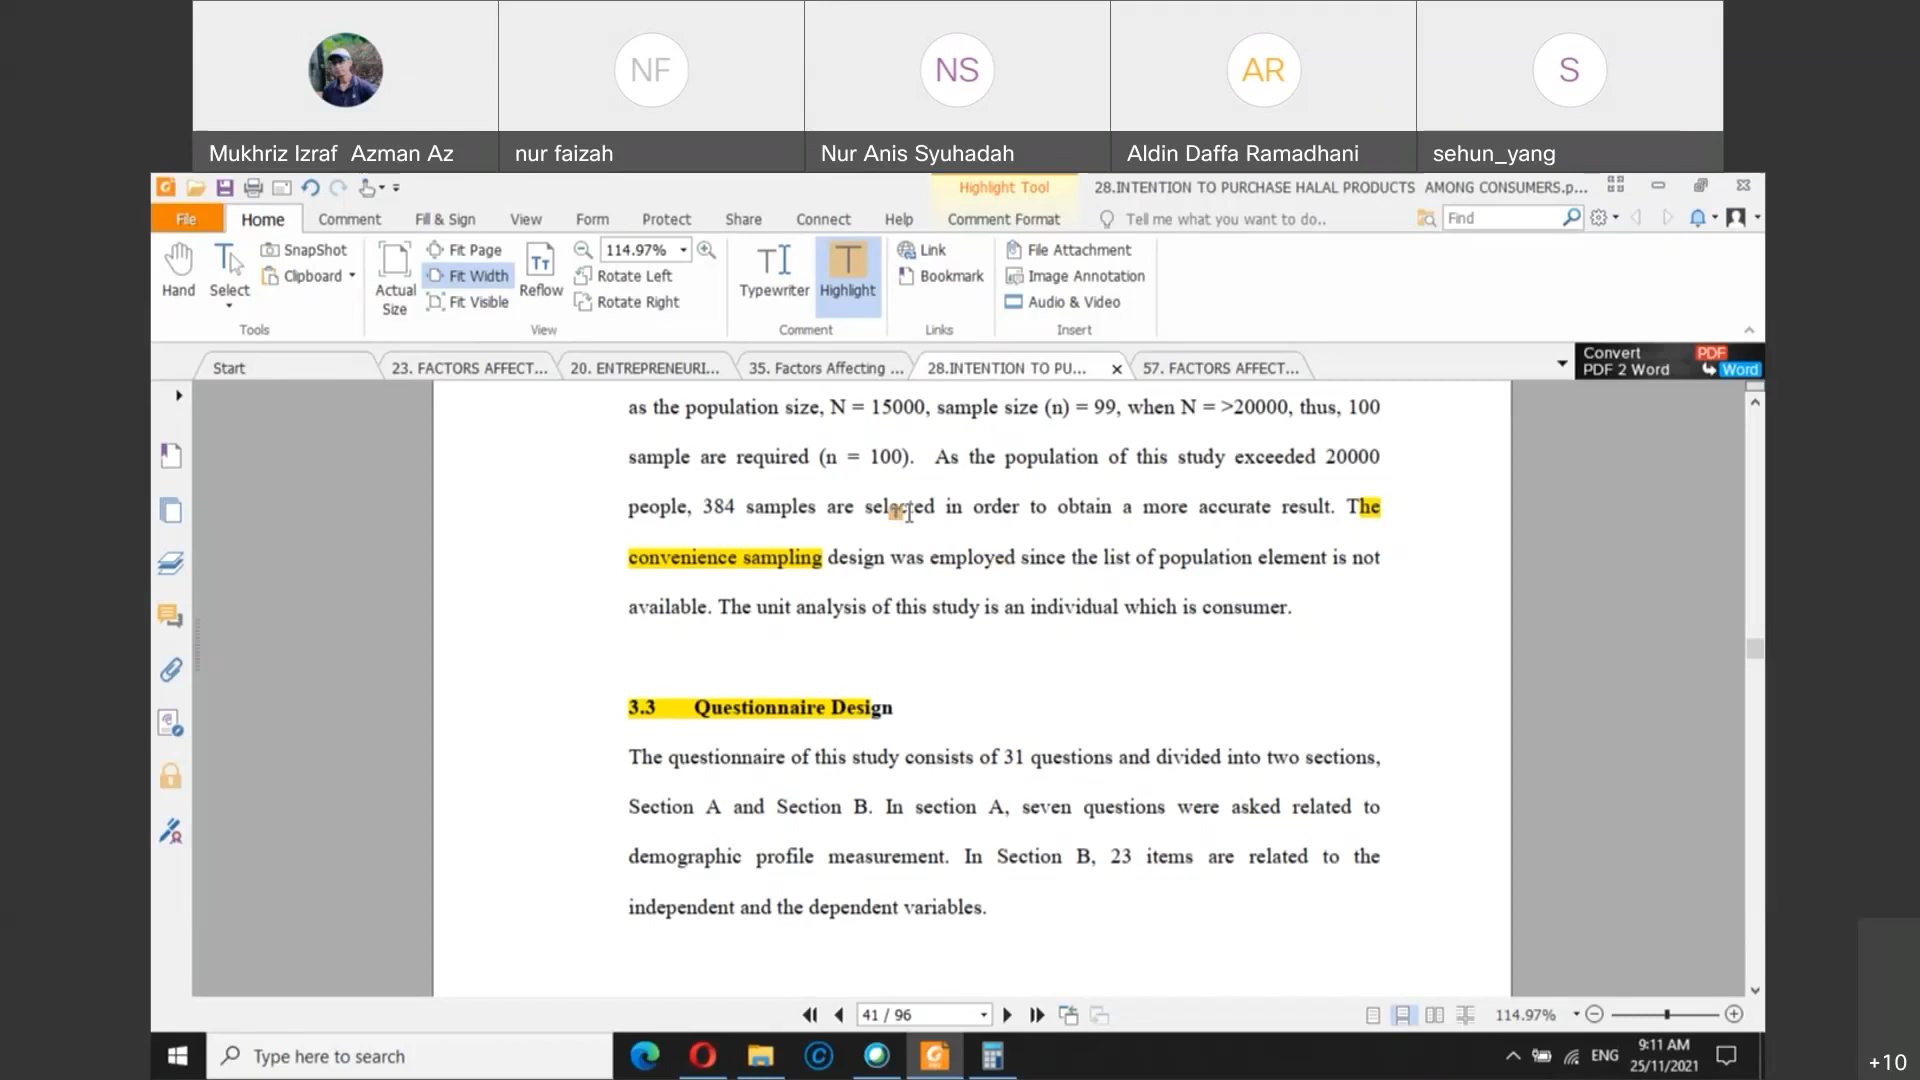 NF
NS
AR
S
Mukhriz Izraf Azman Az
nur faizah
Nur Anis Syuhadah
Aldin Daffa Ramadhani
sehun_yang
Highlight Tool
28.INTENTION TO PURCHASE HALAL PRODUCTS AMONG CONSUMERS.p...
File
Home
Comment
Fill & Sign
View
Form
Protect
Share
Connect
Help
Comment Format
Tell me what you want to do..
Find
Hand
Select
SnapShot
Clipboard
Tools
Actual
Size
Fit Page
Fit Width
Fit Visible
Reflow
114.97%
Rotate Left
Rotate Right
View
Typewriter
Highlight
Comment
Link
Bookmark
Links
File Attachment
Image Annotation
Audio & Video
Insert
Start
23. FACTORS AFFECT...
20. ENTREPRENEURI...
35. Factors Affecting ...
28.INTENTION TO PU...
57. FACTORS AFFECT...
Convert
PDF 2 Word
PDF
Word
as the population size, N = 15000, sample size (n) = 99, when N = >20000, thus, 100
sample are required (n = 100). As the population of this study exceeded 20000
people, 384 samples are selected in order to obtain a more accurate result. The
convenience sampling design was employed since the list of population element is not
available. The unit analysis of this study is an individual which is consumer.
3.3 Questionnaire Design
The questionnaire of this study consists of 31 questions and divided into two sections,
Section A and Section B. In section A, seven questions were asked related to
demographic profile measurement. In Section B, 23 items are related to the
independent and the dependent variables.
41 / 96
114.97%
Type here to search
ENG
9:11 AM
25/11/2021
+10